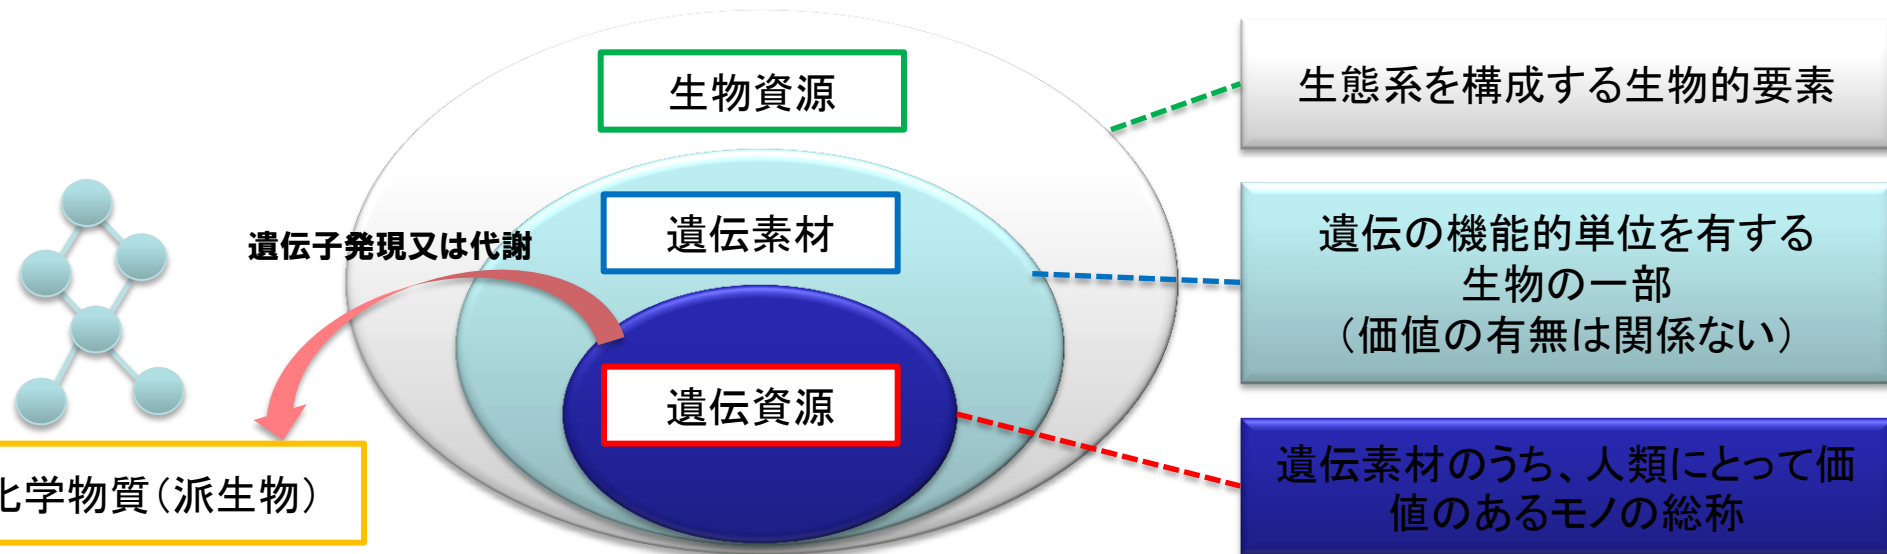 生物資源
生態系を構成する生物的要素
遺伝素材
遺伝子発現又は代謝
遺伝の機能的単位を有する
生物の一部
（価値の有無は関係ない）
遺伝資源
遺伝素材のうち、人類にとって価
値のあるモノの総称
化学物質（派生物）